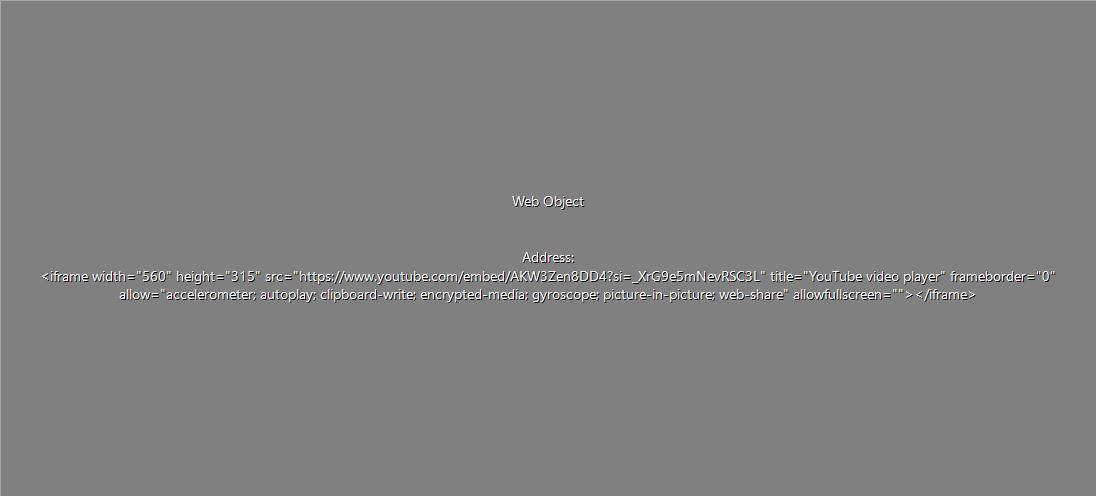 Web Object
Address:
<iframe width="560" height="315" src="https://www.youtube.com/embed/AKW3Zen8DD4?si=_XrG9e5mNevRSC3L" title="YouTube video player" frameborder="0"
allow="accelerometer; autoplay; clipboard-write; encrypted-media; gyroscope; picture-in-picture; web-share" allowfullscreen=""></iframe>